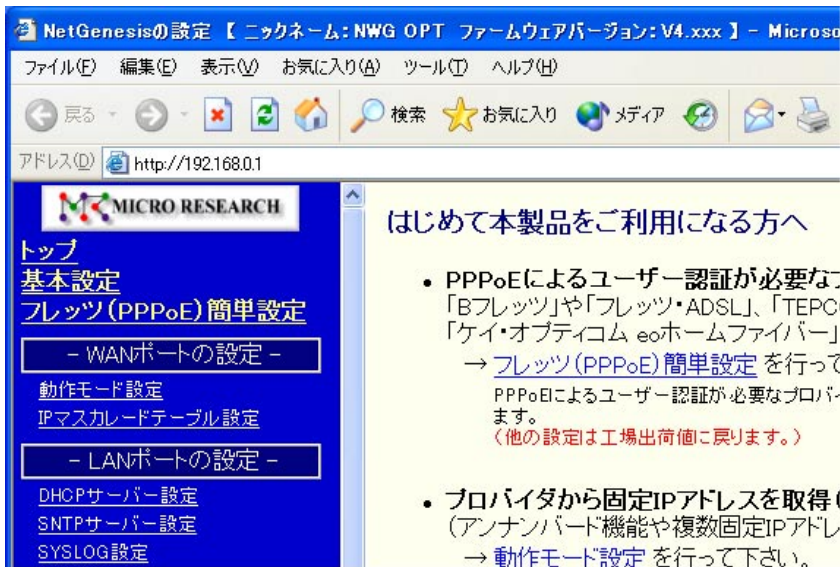 NetGenesisの設定 【 ニックネーム: NWG OPT ファームウェアバージョン: V4.xxx 】 -
ファイル(F) 編集(E) 表示(V) お気に入り(A) ツール(T) ヘルプ(H)
戻る 検索 お気に入り メディア
アドレス(D) http://192.168.0.1
MICRO RESEARCH
トップ
基本設定
フレッツ(PPPoE)簡単設定
- WANポートの設定 -
動作モード設定
IPマスカレードテーブル設定
- LANポートの設定 -
DHCPサーバー設定
SNTPサーバー設定
SYSLOG設定
はじめて本製品をご利用になる方へ
• PPPoEによるユーザー認証が必要な
「Bフレッツ」や「フレッツ・ADSL」、「TEPC
「ケイ・オプティコム eoホームファイバー」
→ フレッツ(PPPoE)簡単設定 を行って
PPPoEによるユーザー認証が必要なプロバイ
ます。
(他の設定は工場出荷値に戻ります。)
• プロバイダから固定IPアドレスを取得(
(アンナンバード機能や複数固定IPアドレ
→ 動作モード設定 を行って下さい。